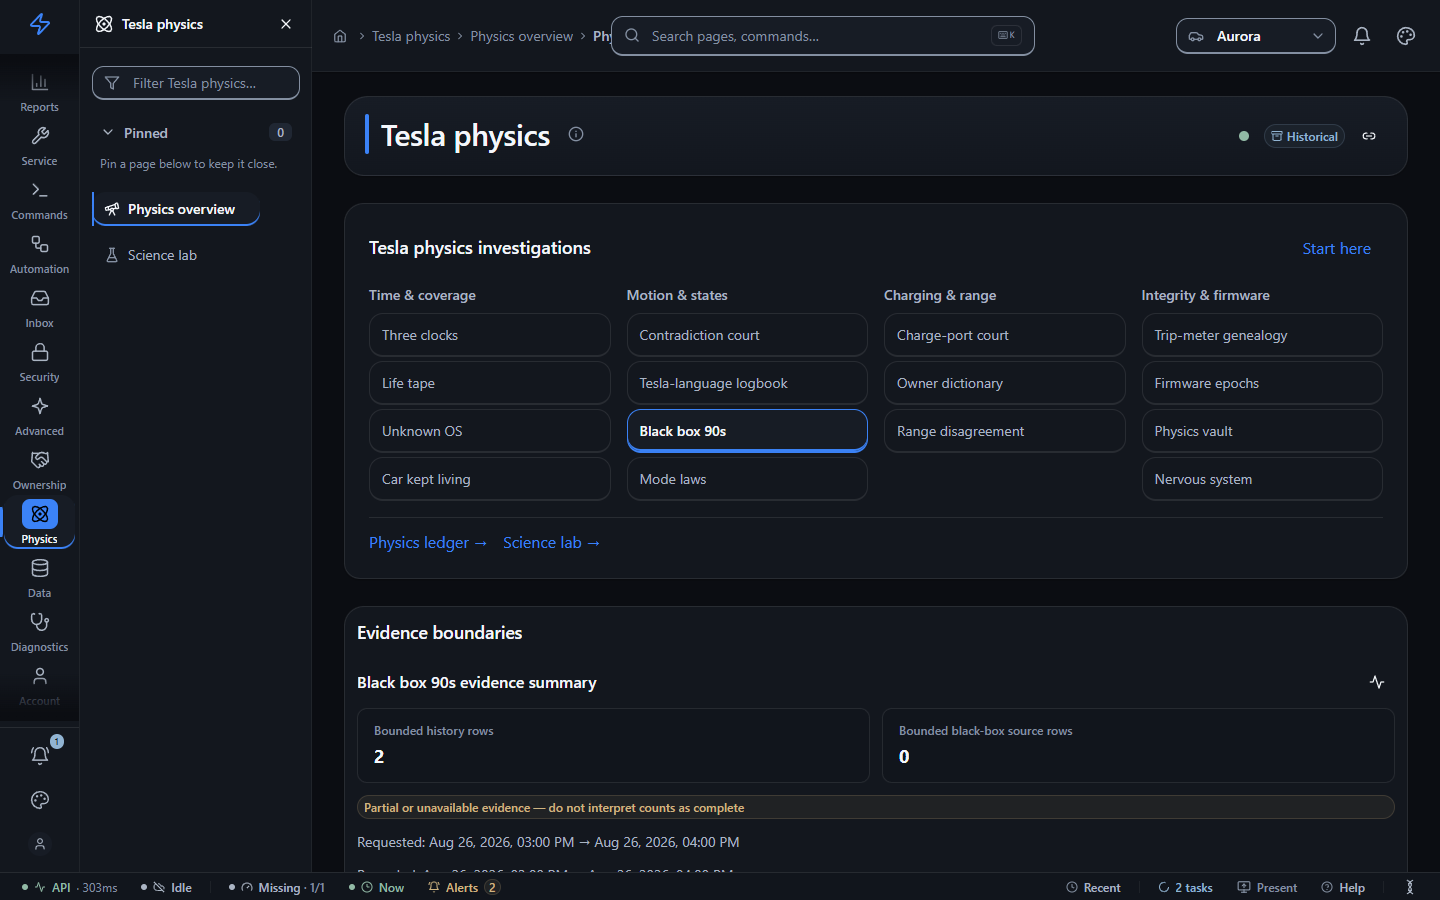 Tesla physics
Tesla physics
Physics overview
Search pages, commands...
K
Aurora
Reports
Service
Commands
Automation
Inbox
Security
Advanced
Ownership
Physics
Data
Diagnostics
Account
1
Filter Tesla physics...
Pinned
0
Pin a page below to keep it close.
Physics overview
Science lab
Tesla physics
Historical
Tesla physics investigations
Start here
Time & coverage
Three clocks
Life tape
Unknown OS
Car kept living
Motion & states
Contradiction court
Tesla-language logbook
Black box 90s
Mode laws
Charging & range
Charge-port court
Owner dictionary
Range disagreement
Integrity & firmware
Trip-meter genealogy
Firmware epochs
Physics vault
Nervous system
Physics ledger →
Science lab →
Evidence boundaries
Black box 90s evidence summary
Bounded history rows
2
Bounded black-box source rows
0
Partial or unavailable evidence — do not interpret counts as complete
Requested: Aug 26, 2026, 03:00 PM → Aug 26, 2026, 04:00 PM
API · 303ms
Idle
Missing · 1/1
Now
Alerts 2
Recent
2 tasks
Present
Help